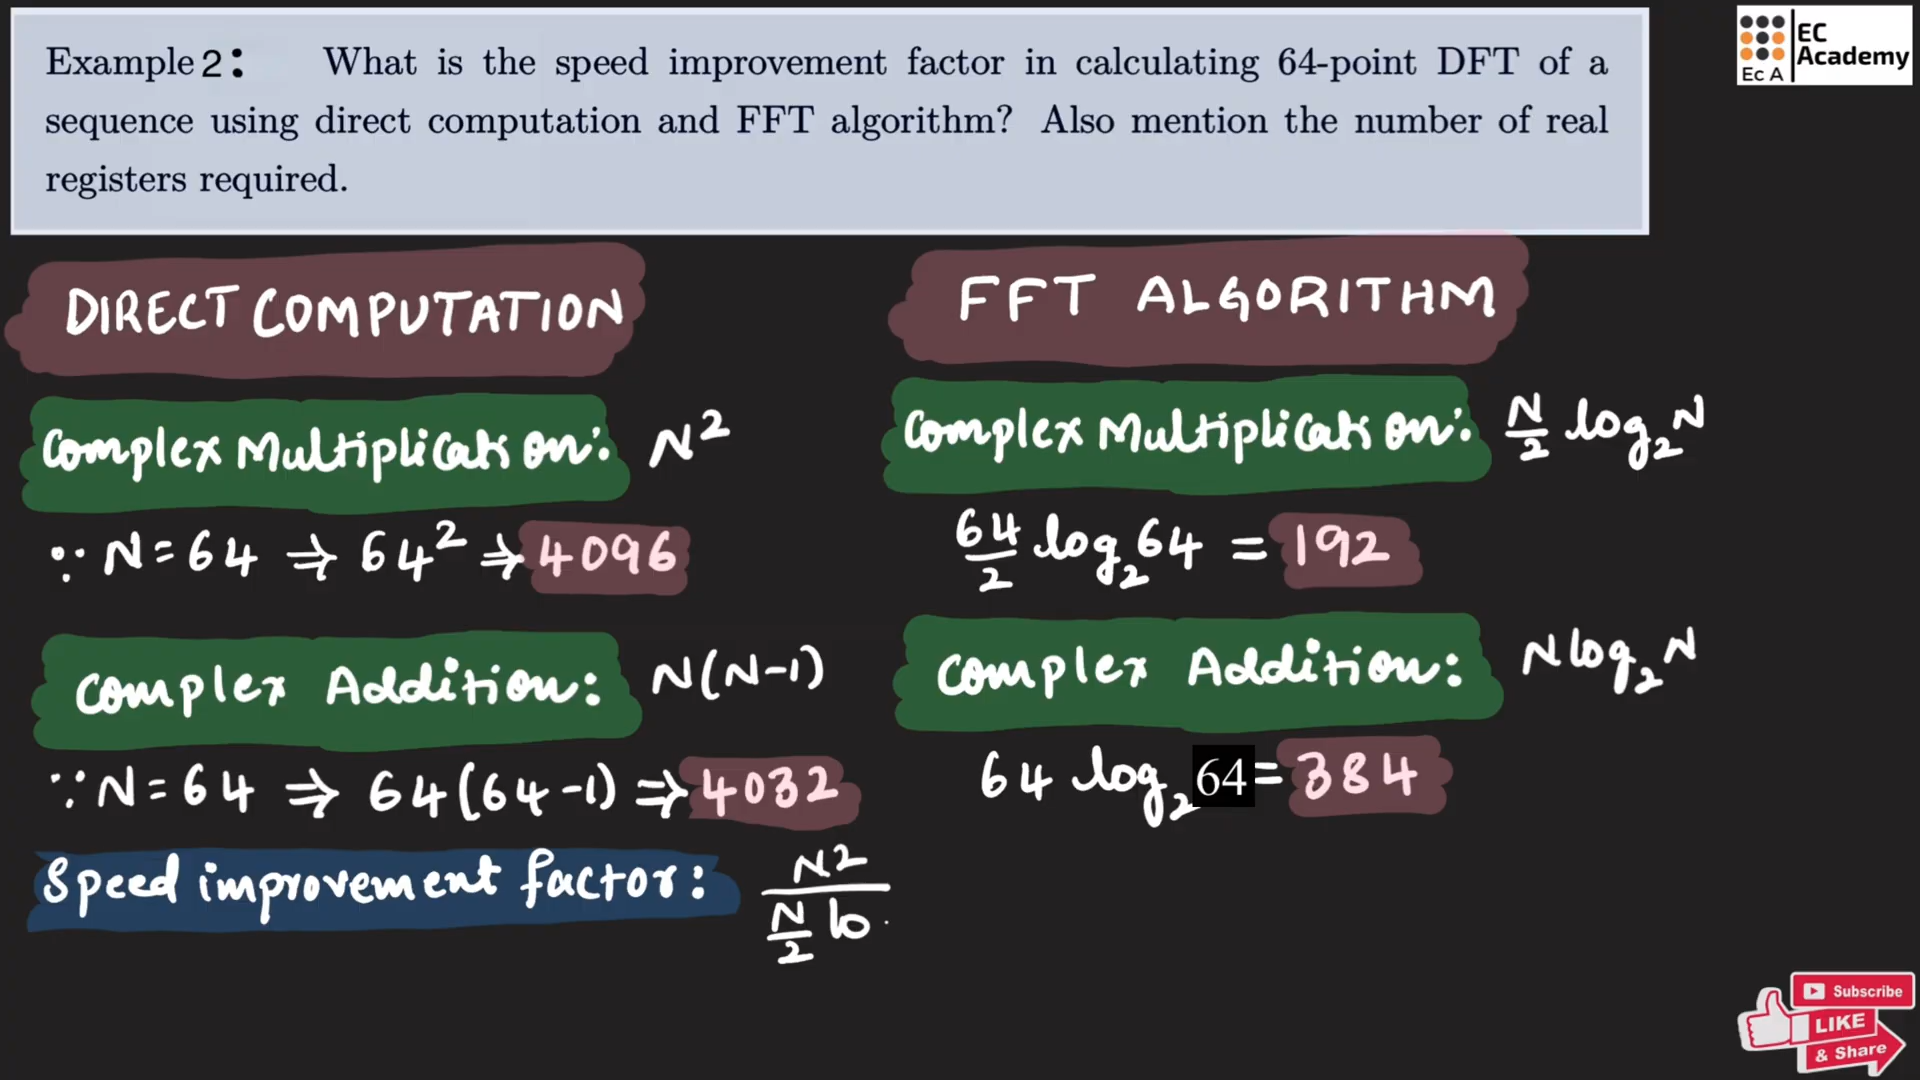 Example 2: What is the speed improvement factor in calculating 64-point DFT of a
sequence using direct computation and FFT algorithm? Also mention the number of real
registers required.
EC
Academy
Ec A
DIRECT COMPUTATION
Complex Multiplication: N²
∵ N = 64 ⇒ 64² ⇒ 4096
Complex Addition: N(N-1)
∵ N = 64 ⇒ 64(64-1) ⇒ 4032
Speed improvement factor: N2
N/2 lo
FFT ALGORITHM
Complex Multiplication: N/2 log₂N
64/2 log₂64 = 192
Complex Addition: N log₂N
64 log₂64 = 384
Subscribe
LIKE
& Share